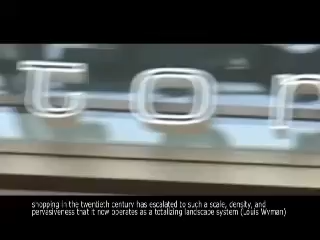 tor
shopping in the twentieth century has escalated to such a scale, density, and
pervasiveness that it now operates as a totalizing landscape system (Louis Wyman)